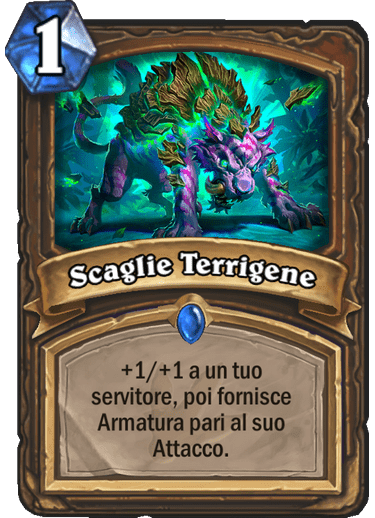 1
Scaglie Terrigene
+1/+1 a un tuo
servitore, poi fornisce
Armatura pari al suo
Attacco.